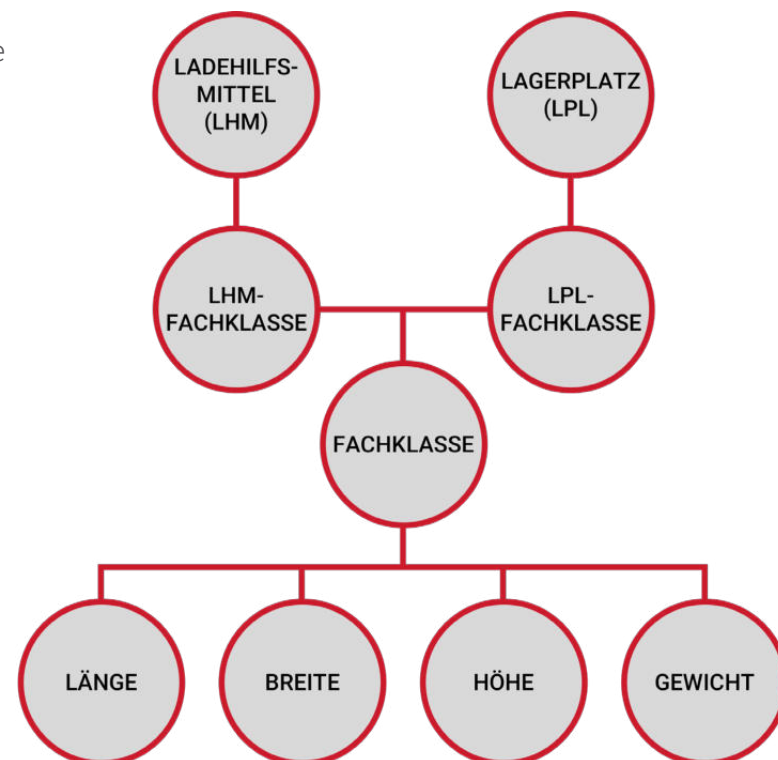 e
LADEHILFS-
MITTEL
(LHM)
LAGERPLATZ
(LPL)
LHM-
FACHKLASSE
LPL-
FACHKLASSE
FACHKLASSE
LÄNGE
BREITE
HÖHE
GEWICHT